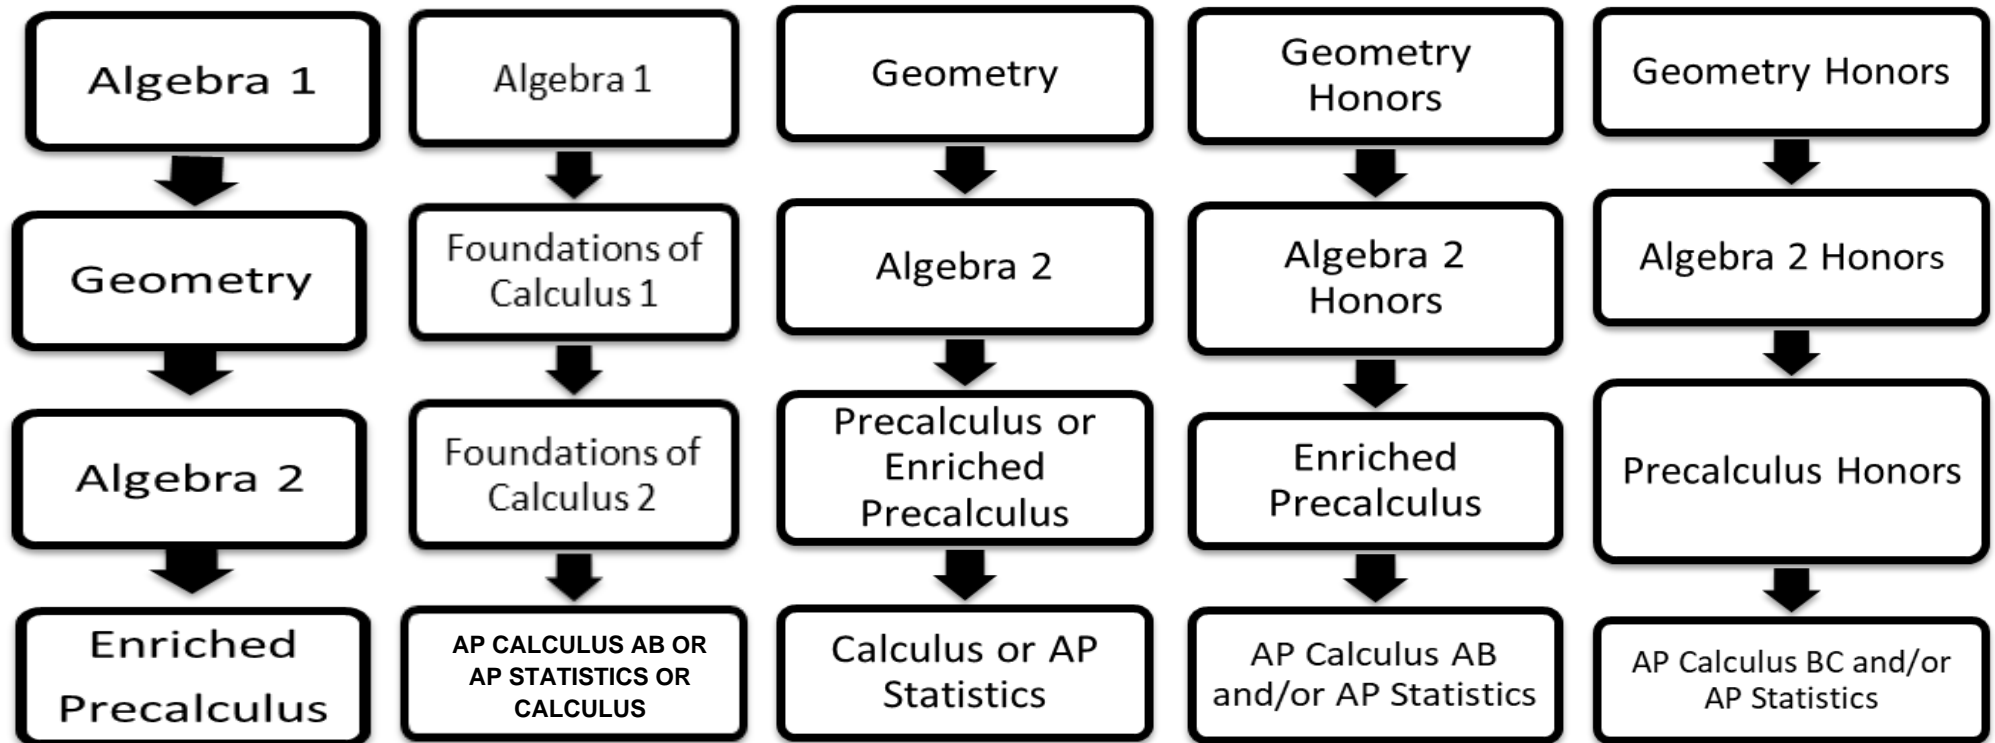 Algebra 1
Geometry
Algebra 2
Enriched
Precalculus
Algebra 1
Foundations of
Calculus 1
Foundations of
Calculus 2
AP CALCULUS AB OR
AP STATISTICS OR
CALCULUS
Geometry
Algebra 2
Precalculus or
Enriched
Precalculus
Calculus or AP
Statistics
Geometry
Honors
Algebra 2
Honors
Enriched
Precalculus
AP Calculus AB
and/or AP Statistics
Geometry Honors
Algebra 2 Honors
Precalculus Honors
AP Calculus BC and/or
AP Statistics